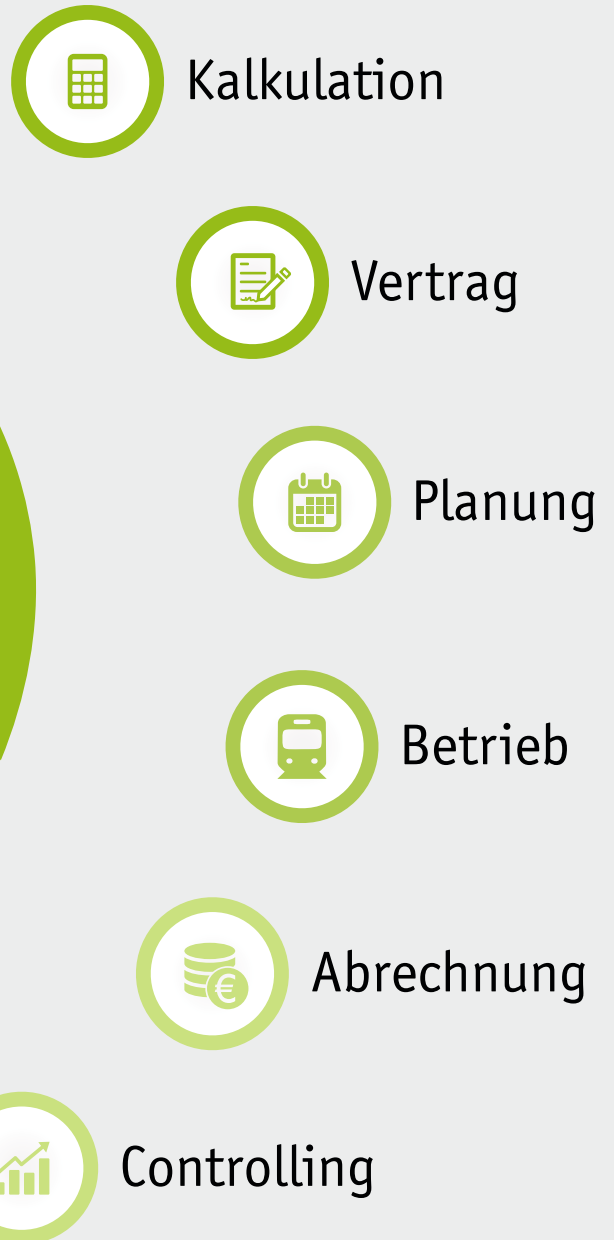 Kalkulation
Vertrag
Planung
Betrieb
Abrechnung
Controlling